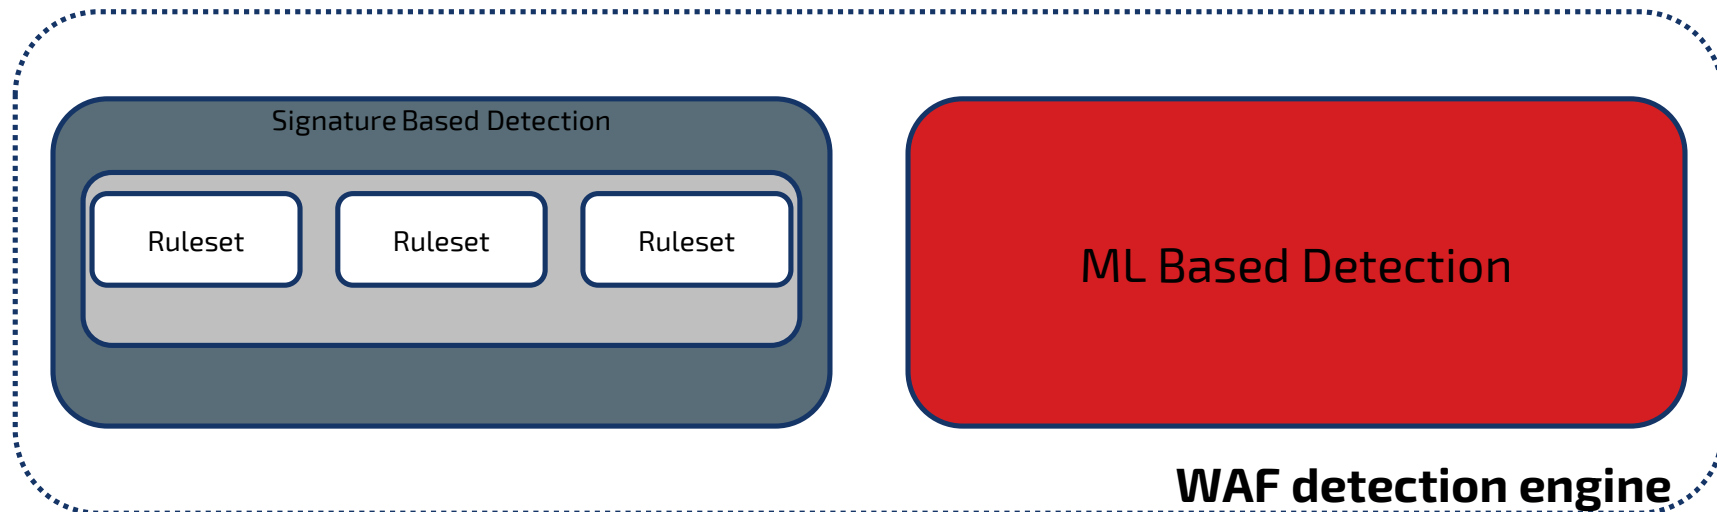 Signature Based Detection
Ruleset
Ruleset
Ruleset
ML Based Detection
WAF detection engine